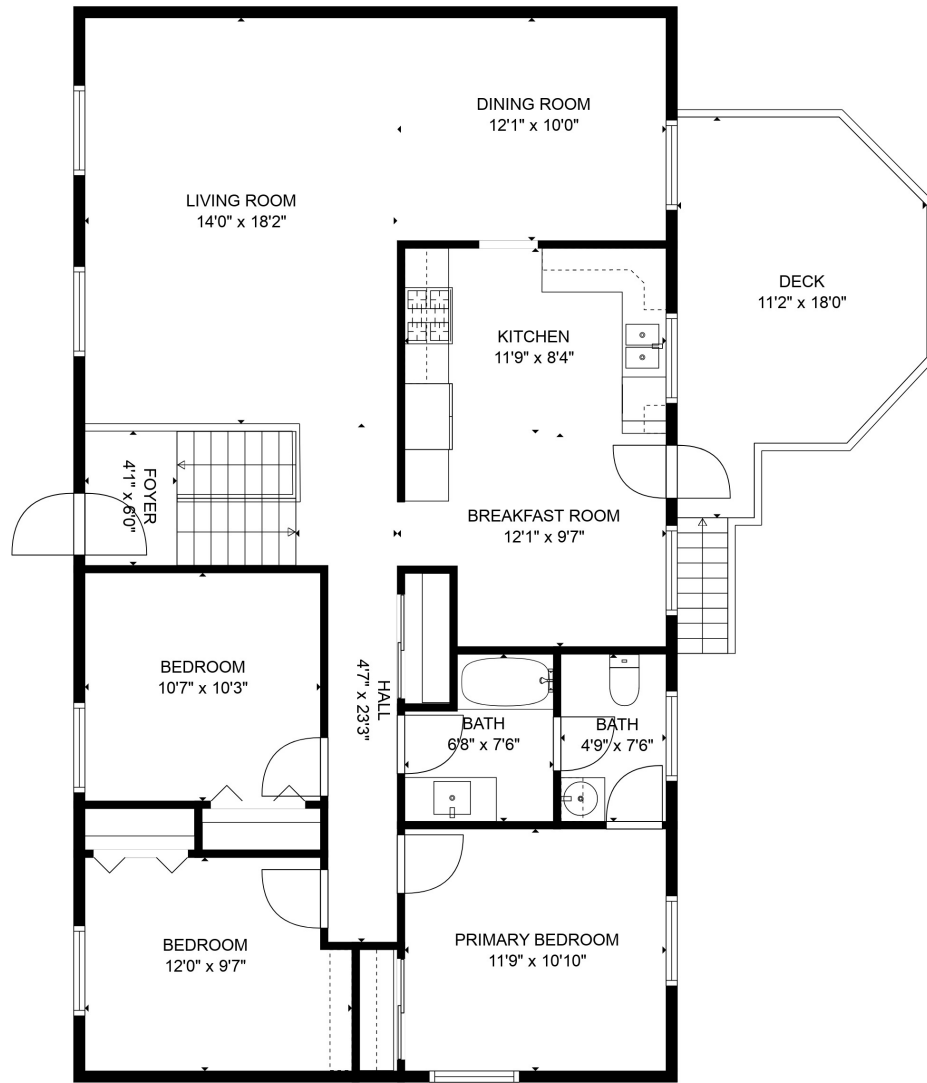 DINING ROOM
12'1" x 10'0"
LIVING ROOM
14'0" x 18'2"
DECK
11'2" x 18'0"
KITCHEN
11'9" x 8'4"
FOYER
4'1" x 6'0"
BREAKFAST ROOM
12'1" x 9'7"
BEDROOM
10'7" x 10'3"
HALL
4'7" x 23'3"
BATH
6'8" x 7'6"
BATH
4'9" x 7'6"
BEDROOM
12'0" x 9'7"
PRIMARY BEDROOM
11'9" x 10'10"